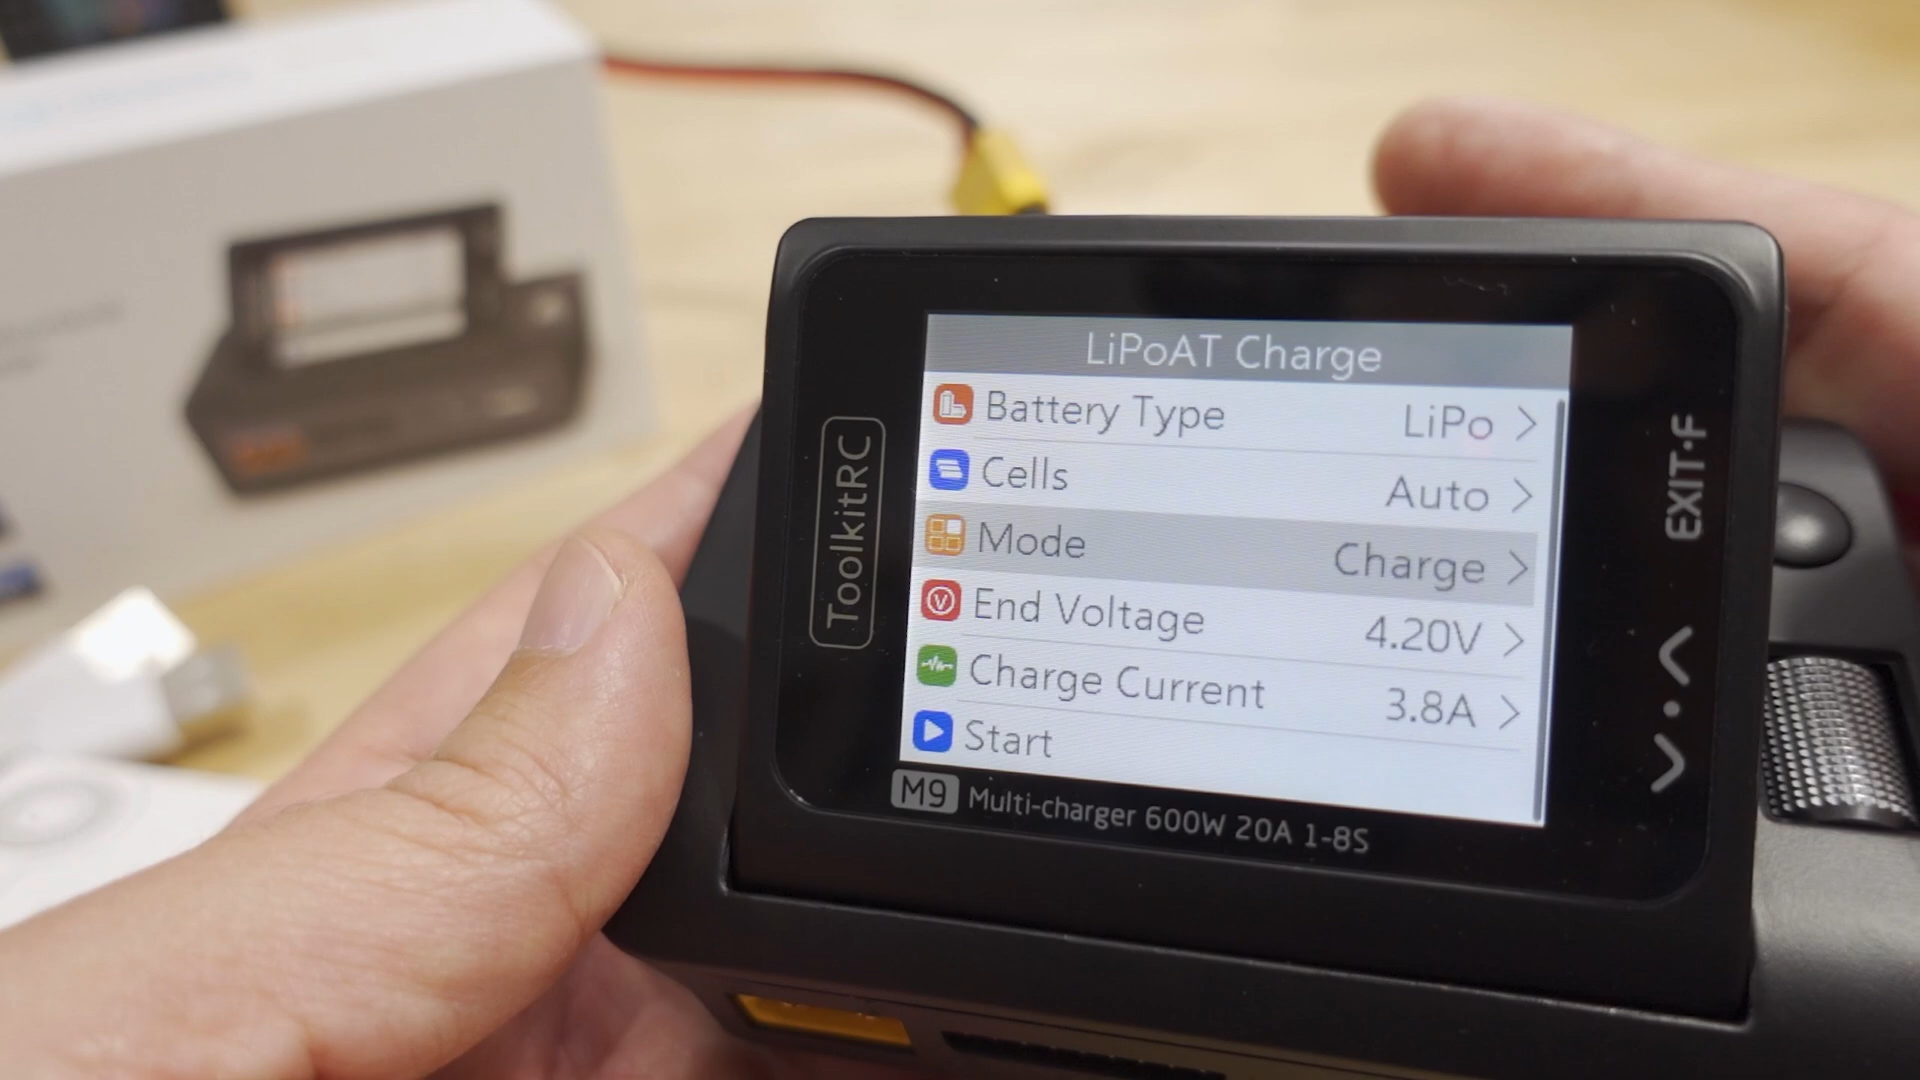 LiPoAT Charge
Battery Type LiPo >
Cells Auto >
Mode Charge >
End Voltage 4.20V >
Charge Current 3.8A >
Start
M9 Multi-charger 600W 20A 1-8S
ToolkitRC
EXIT·F